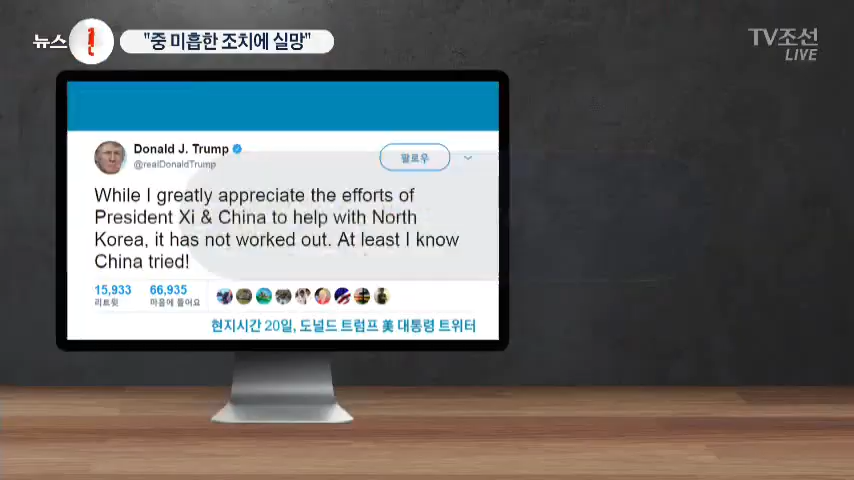 뉴스
"중 미흡한 조치에 실망"
TV조선
LIVE
Donald J. Trump
@realDonaldTrump
팔로우
While I greatly appreciate the efforts of
President Xi & China to help with North
Korea, it has not worked out. At least I know
China tried!
15,933 66,935
리트윗 마음에 들어요
현지시간 20일, 도널드 트럼프 美 대통령 트위터